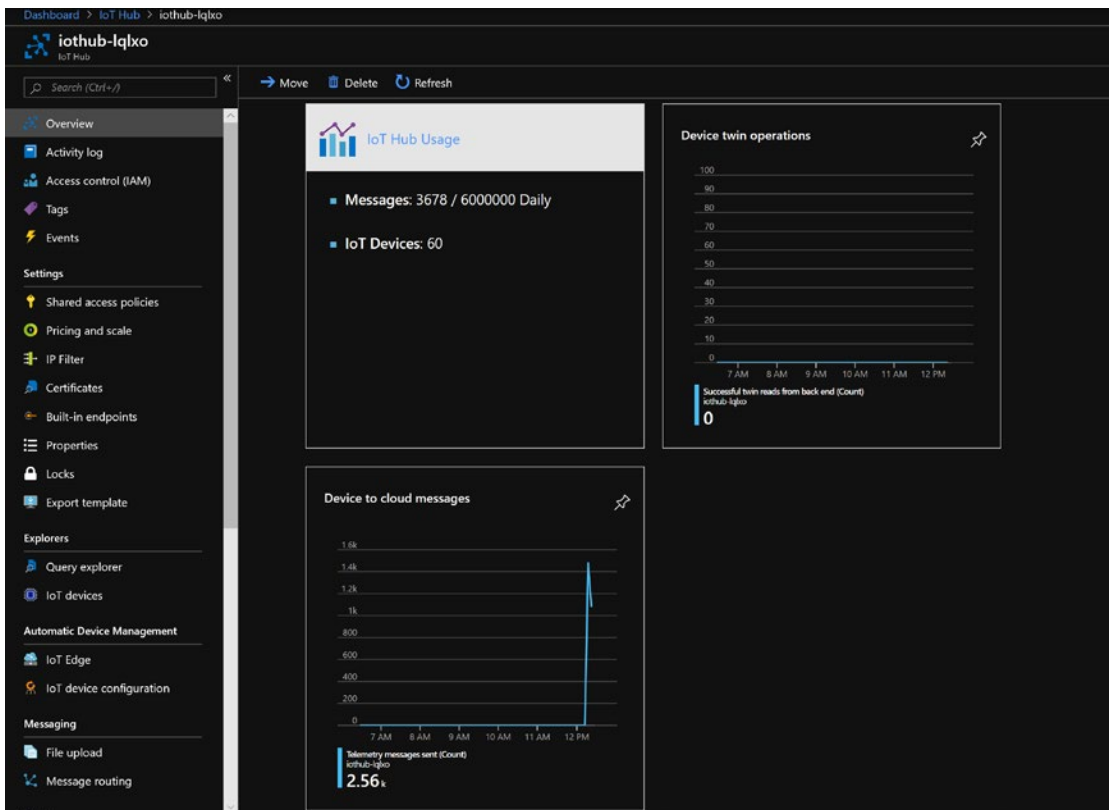 Dashboard > IoT Hub > iothub-lqlxo
iothub-lqlxo
IoT Hub
Search (Ctrl+/)
«
Overview
Activity log
Access control (IAM)
Tags
Events
Settings
Shared access policies
Pricing and scale
IP Filter
Certificates
Built-in endpoints
Properties
Locks
Export template
Explorers
Query explorer
IoT devices
Automatic Device Management
IoT Edge
IoT device configuration
Messaging
File upload
Message routing
Move Delete Refresh
IoT Hub Usage
Messages: 3678 / 6000000 Daily
IoT Devices: 60
Device twin operations
100
90
80
70
60
50
40
30
20
10
0
7 AM 8 AM 9 AM 10 AM 11 AM 12 PM
Successful twin reads from back end (Count)
iothub-lqlxo
0
Device to cloud messages
1.6k
1.4k
1.2k
1k
800
600
400
200
0
7 AM 8 AM 9 AM 10 AM 11 AM 12 PM
Telemetry messages sent (Count)
iothub-lqlxo
2.56 k